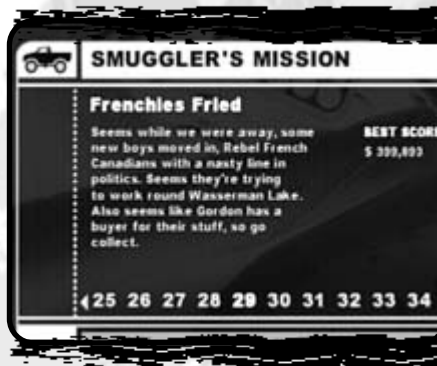 SMUGGLER'S MISSION
Frenchies Fried
Seems while we were away, some
new boys moved in, Rebel French
Canadians with a nasty line in
politics. Seems they're trying
to work round Wasserman Lake.
Also seems like Gordon has a
buyer for their stuff, so go
collect.
BEST SCORE
$ 399,893
25 26 27 28 29 30 31 32 33 34